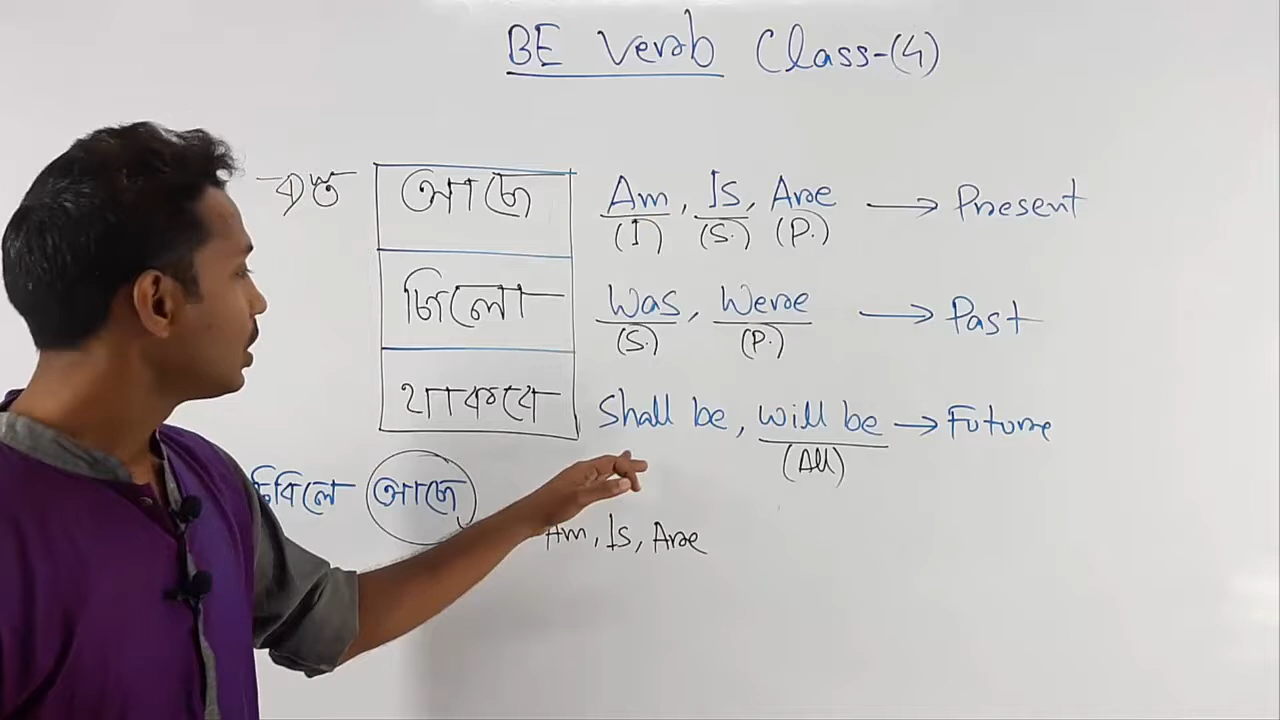 BE Verb Class-(4)
আছে Am, Is, Are → Present
(I) (S.) (P.)
ছিলো Was, Were → Past
(S.) (P.)
থাকবে Shall be, Will be → Future
(All)
টেবিলে আছে
Am, Is, Are